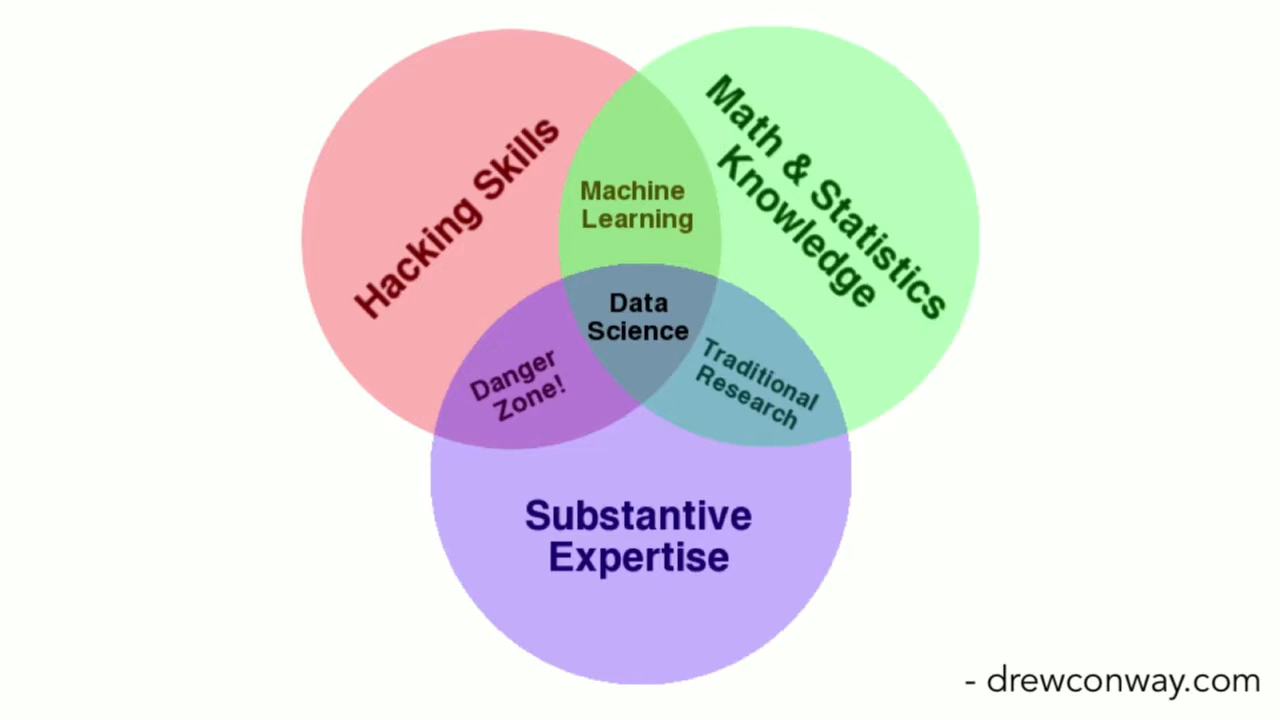 Hacking Skills
Math & Statistics
Knowledge
Machine
Learning
Data
Science
Danger
Zone!
Traditional
Research
Substantive
Expertise
- drewconway.com